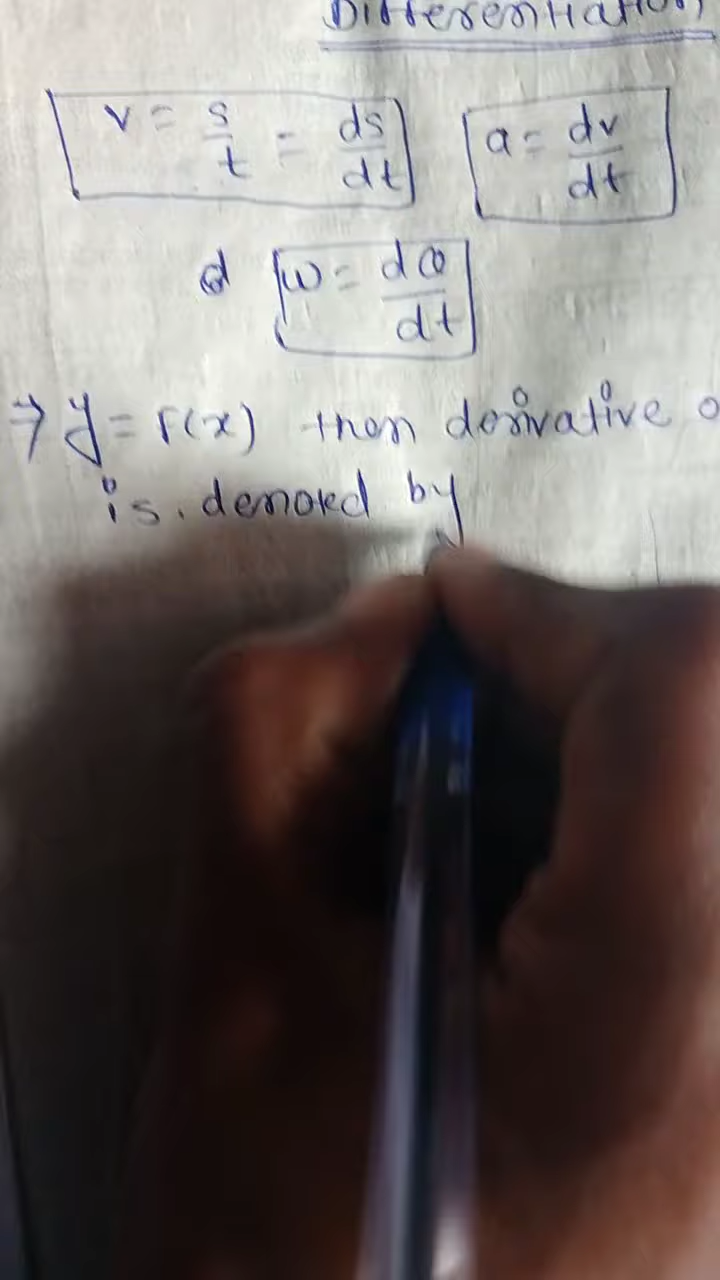 Differentiation
v = s/t = ds/dt a = dv/dt
ω = dθ/dt
→ y = f(x) then derivative
is. denoted by